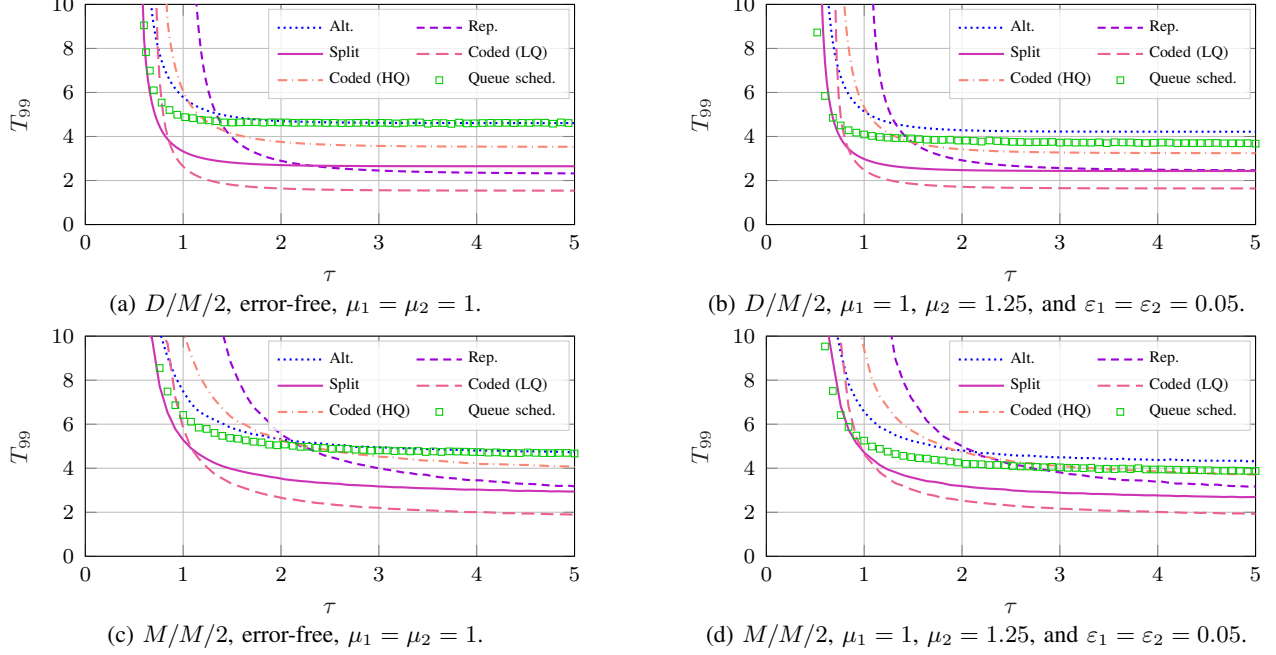 10
8
6
4
2
0
T99
0 1 2 3 4 5
τ
Alt. Rep.
Split Coded (LQ)
Coded (HQ) Queue sched.
(a) D/M/2, error-free, μ1 = μ2 = 1.
10
8
6
4
2
0
T99
0 1 2 3 4 5
τ
Alt. Rep.
Split Coded (LQ)
Coded (HQ) Queue sched.
(b) D/M/2, μ1 = 1, μ2 = 1.25, and ε1 = ε2 = 0.05.
10
8
6
4
2
0
T99
0 1 2 3 4 5
τ
Alt. Rep.
Split Coded (LQ)
Coded (HQ) Queue sched.
(c) M/M/2, error-free, μ1 = μ2 = 1.
10
8
6
4
2
0
T99
0 1 2 3 4 5
τ
Alt. Rep.
Split Coded (LQ)
Coded (HQ) Queue sched.
(d) M/M/2, μ1 = 1, μ2 = 1.25, and ε1 = ε2 = 0.05.